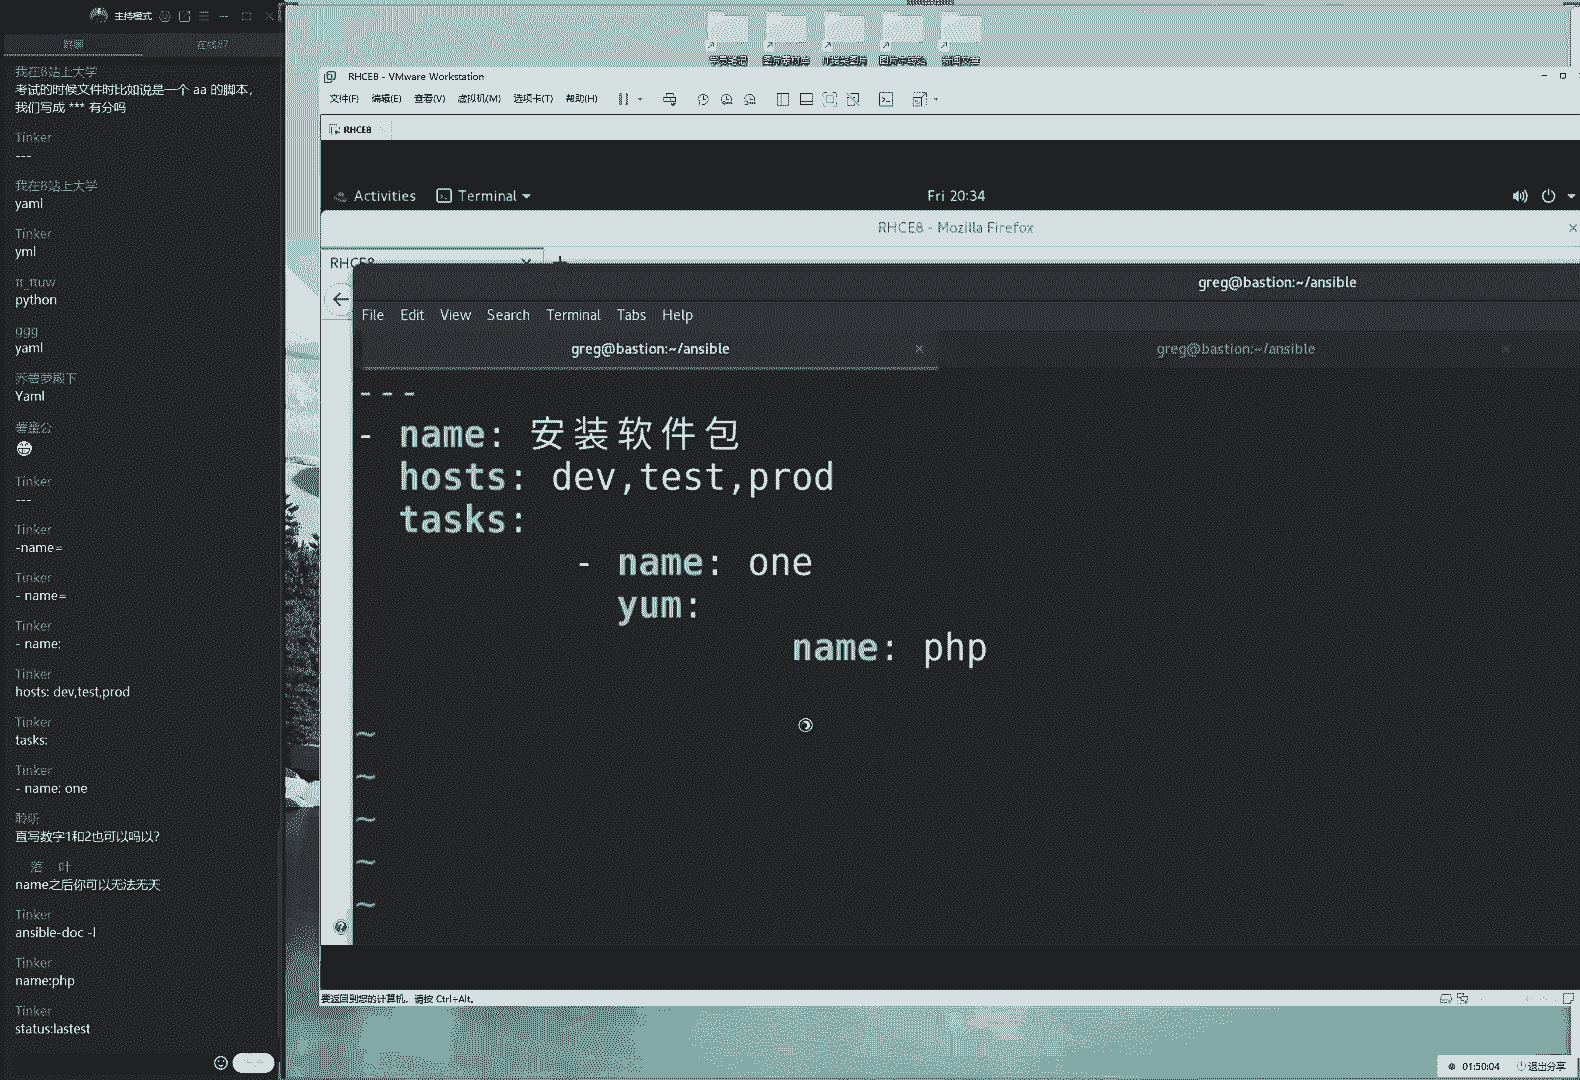 主持模式
在线87
我在B站上大学
考试的时候文件时比如说是一个 aa 的脚本，
我们写成 *** 有分吗
Tinker
---
我在B站上大学
yaml
Tinker
yml
python
ggg
yaml
乔碧萝殿下
Yaml
Tinker
---
Tinker
-name=
Tinker
- name=
Tinker
- name:
Tinker
hosts: dev,test,prod
Tinker
tasks:
Tinker
- name: one
聆听
直写数字1和2也可以吗以?
落 叶
name之后你可以无法无天
Tinker
ansible-doc -l
Tinker
name:php
Tinker
status:lastest
RHCE8 - VMware Workstation
文件(F) 编辑(E) 查看(V) 虚拟机(M) 选项卡(T) 帮助(H)
RHCE8
Activities Terminal Fri 20:34
RHCE8 - Mozilla Firefox
RHCE8
greg@bastion:~/ansible
File Edit View Search Terminal Tabs Help
greg@bastion:~/ansible greg@bastion:~/ansible
---
- name: 安装软件包
hosts: dev,test,prod
tasks:
- name: one
yum:
name: php
~
~
~
~
~
要返回到您的计算机，请按 Ctrl+Alt。
01:50:04 退出分享